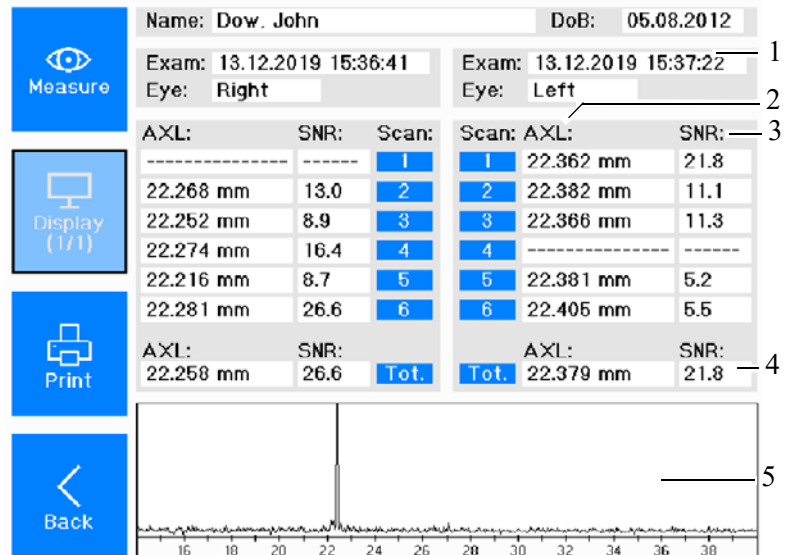 Name: Dow, John DoB: 05.08.2012
Measure
Exam: 13.12.2019 15:36:41 Exam: 13.12.2019 15:37:22 1
Eye: Right Eye: Left
2
AXL: SNR: Scan: Scan: AXL: SNR: 3
--------------- ------ 1 1 22.362 mm 21.8
22.268 mm 13.0 2 2 22.382 mm 11.1
Display
(1/1)
22.252 mm 8.9 3 3 22.366 mm 11.3
22.274 mm 16.4 4 4 --------------- ------
22.216 mm 8.7 5 5 22.381 mm 5.2
22.281 mm 26.6 6 6 22.405 mm 5.5
AXL: SNR: AXL: SNR:
Print
22.258 mm 26.6 Tot. Tot. 22.379 mm 21.8 4
5
Back
16 18 20 22 24 26 28 30 32 34 36 38